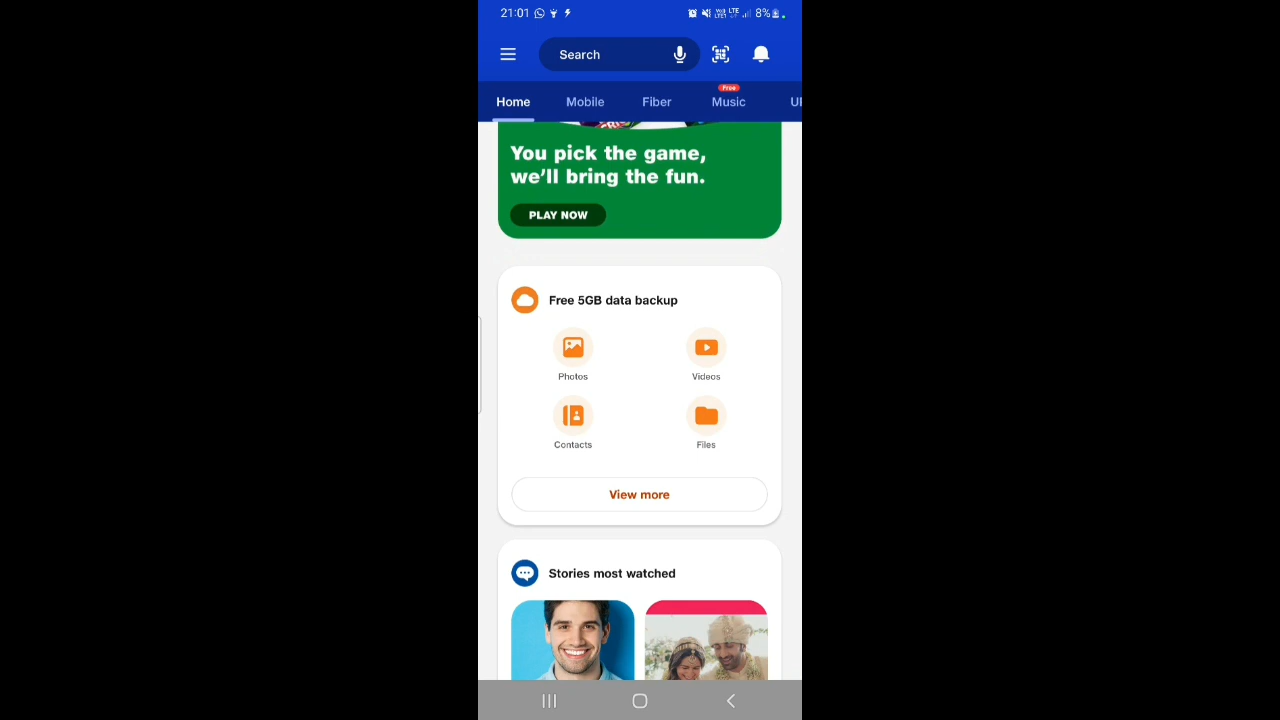 21:01
8%
Search
Free
Home Mobile Fiber Music
You pick the game,
we'll bring the fun.
PLAY NOW
Free 5GB data backup
Photos Videos
Contacts Files
View more
Stories most watched